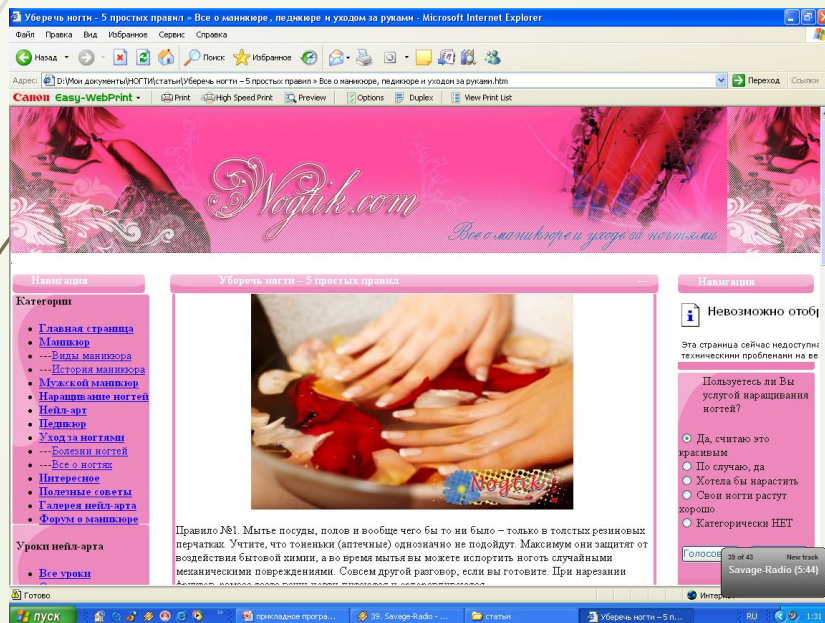 Уберечь ногти - 5 простых правил » Все о маникюре, педикюре и уходом за руками - Microsoft Internet Explorer
Файл Правка Вид Избранное Сервис Справка
Назад Поиск Избранное
Адрес: D:\Мои документы\НОГТИ\статьи\Уберечь ногти – 5 простых правил » Все о маникюре, педикюре и уходом за руками.htm Переход Ссылки
Canon Easy-WebPrint Print High Speed Print Preview Options Duplex View Print List
Nogtik.com
Все о маникюре и уходе за ногтями
Навигация
Категории
Главная страница
Маникюр
---Виды маникюра
---История маникюра
Мужской маникюр
Наращивание ногтей
Нейл-арт
Педикюр
Уход за ногтями
---Болезни ногтей
---Все о ногтях
Интересное
Полезные советы
Галерея нейл-арта
Форум о маникюре
Уроки нейл-арта
Все уроки
Уберечь ногти – 5 простых правил
Nogtik
Правило №1. Мытье посуды, полов и вообще чего бы то ни было – только в толстых резиновых
перчатках. Учтите, что тоненьки (аптечные) однозначно не подойдут. Максимум они защитят от
воздействия бытовой химии, а во время мытья вы можете испортить ноготь случайными
механическими повреждениями. Совсем другой разговор, если вы готовите. При нарезании
Навигация
Невозможно отобр
Эта страница сейчас недоступна
техническими проблемами на ве
Пользуетесь ли Вы
услугой наращивания
ногтей?
Да, считаю это
красивым
По случаю, да
Хотела бы нарастить
Свои ногти растут
хорошо
Категорически НЕТ
Голосов
39 of 43 New track
Savage-Radio (5:44)
Готово Интер
пуск прикладное програ... 39. Savage-Radio - ... статьи Уберечь ногти – 5 п... RU 1:31